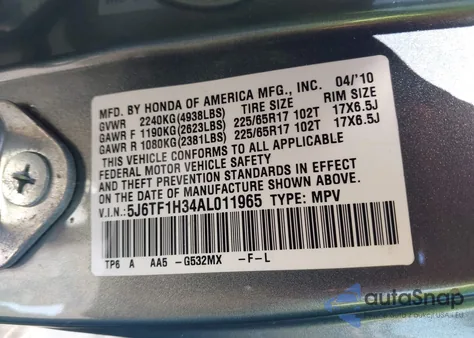 MFD. BY HONDA OF AMERICA MFG., INC. 04/'10
GVWR 2240KG(4938LBS) TIRE SIZE RIM SIZE
GAWR F 1190KG(2623LBS) 225/65R17 102T 17X6.5J
GAWR R 1080KG(2381LBS) 225/65R17 102T 17X6.5J
THIS VEHICLE CONFORMS TO ALL APPLICABLE
FEDERAL MOTOR VEHICLE SAFETY AND
THEFT PREVENTION STANDARDS IN EFFECT ON
THE DATE OF MANUFACTURE SHOWN ABOVE.
V.I.N: 5J6TF1H34AL011965 TYPE: MPV
TP6 A AA5 -G532MX -F-L
autoSnap